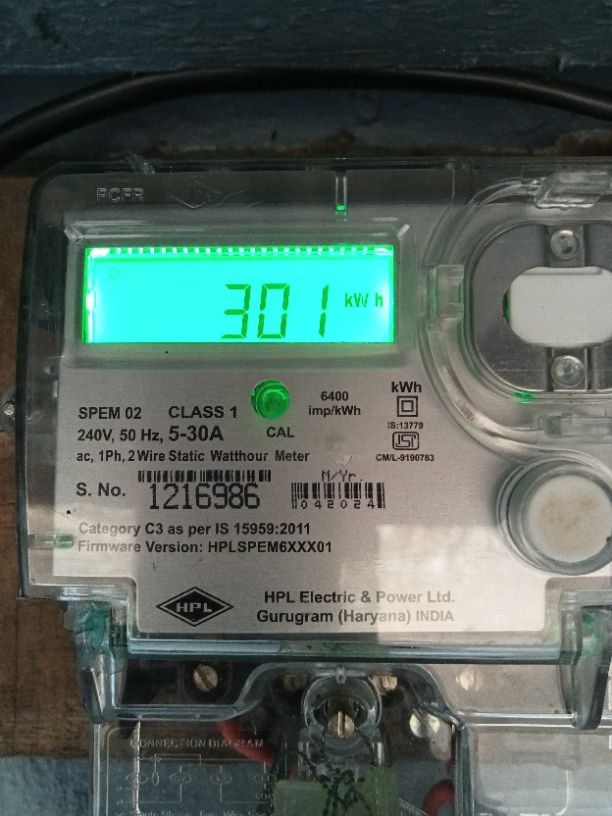 301 kWh
SPEM 02 CLASS 1
6400
imp/kWh
kWh
240V, 50 Hz, 5-30A
CAL
IS:13779
ac, 1Ph, 2 Wire Static Watthour Meter
CM/L-9190783
M/Yr.
S. No. 1216986
042024
Category C3 as per IS 15959:2011
Firmware Version: HPLSPEM6XXX01
HPL
HPL Electric & Power Ltd.
Gurugram (Haryana) INDIA
CONNECTION DIAGRAM